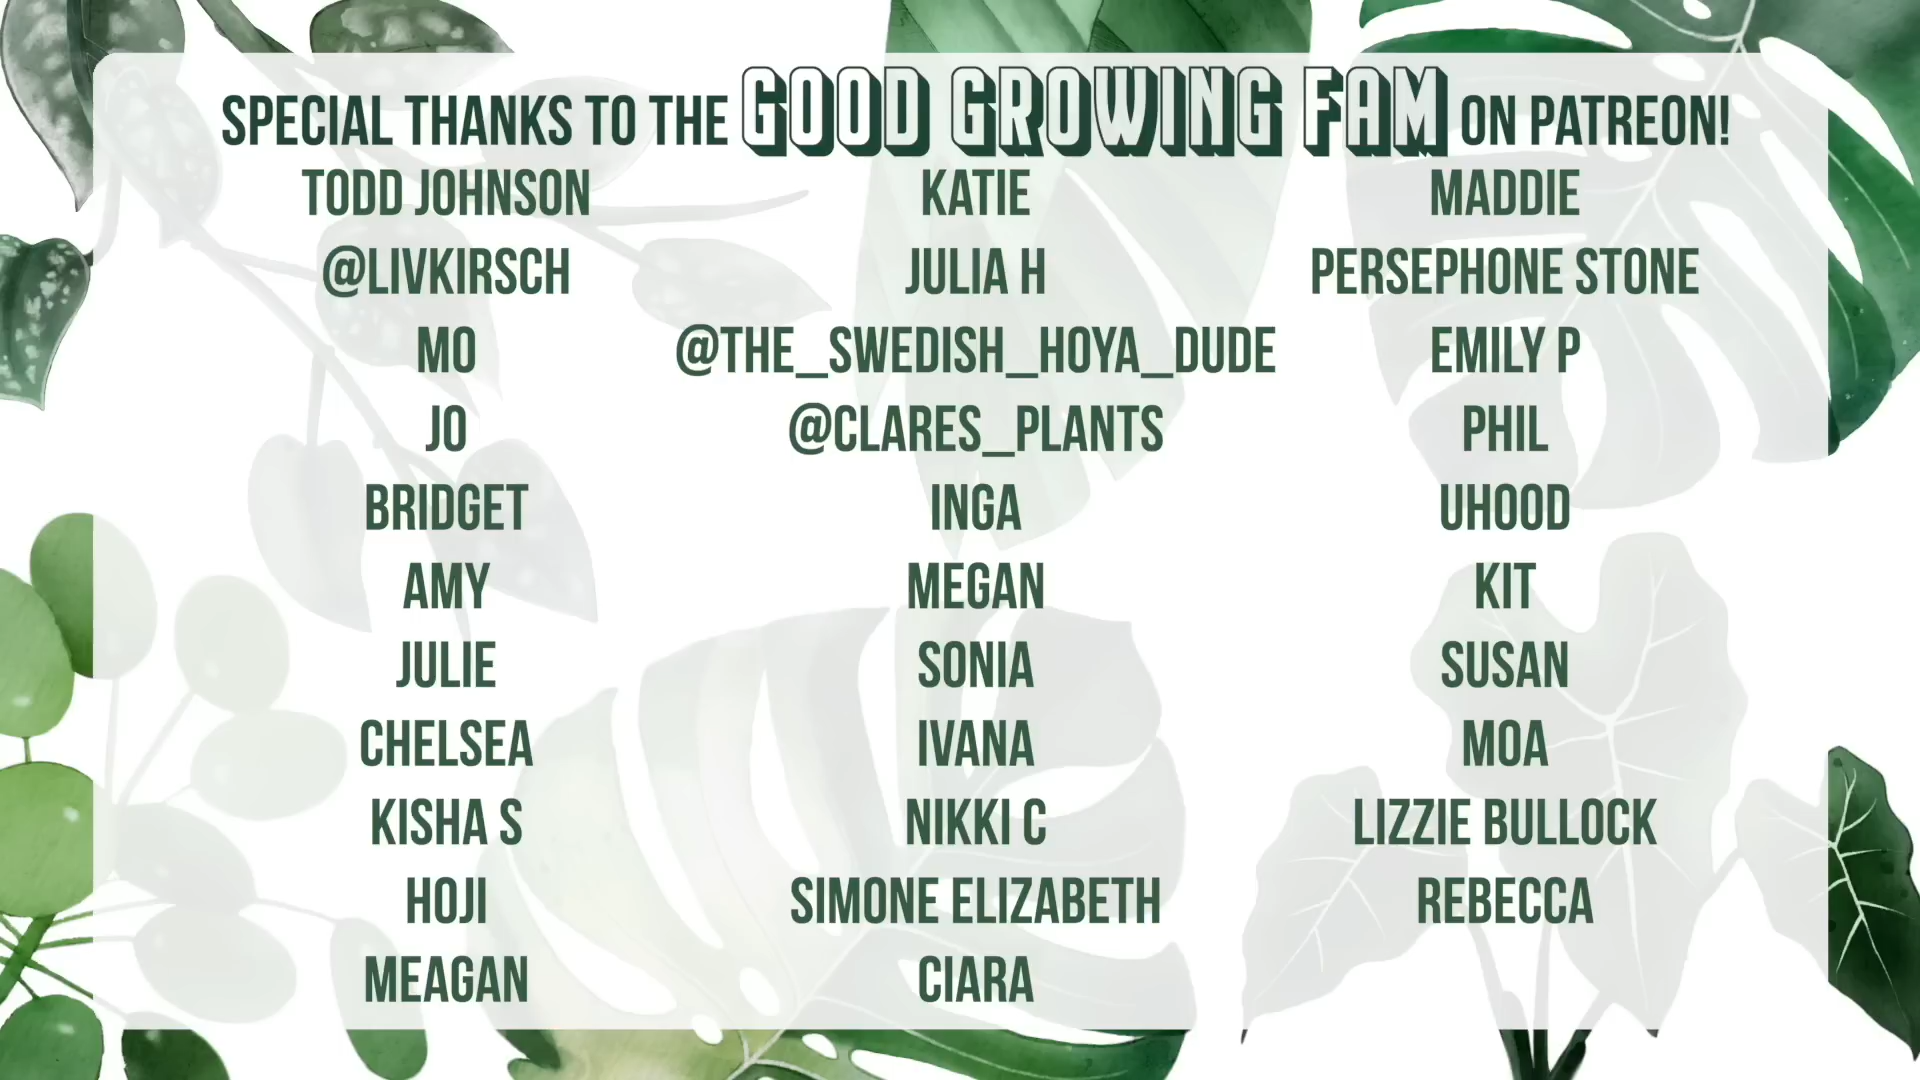 SPECIAL THANKS TO THE GOOD GROWING FAM ON PATREON!
TODD JOHNSON
@LIVKIRSCH
MO
JO
BRIDGET
AMY
JULIE
CHELSEA
KISHA S
HOJI
MEAGAN
KATIE
JULIA H
@THE_SWEDISH_HOYA_DUDE
@CLARES_PLANTS
INGA
MEGAN
SONIA
IVANA
NIKKI C
SIMONE ELIZABETH
CIARA
MADDIE
PERSEPHONE STONE
EMILY P
PHIL
UHOOD
KIT
SUSAN
MOA
LIZZIE BULLOCK
REBECCA